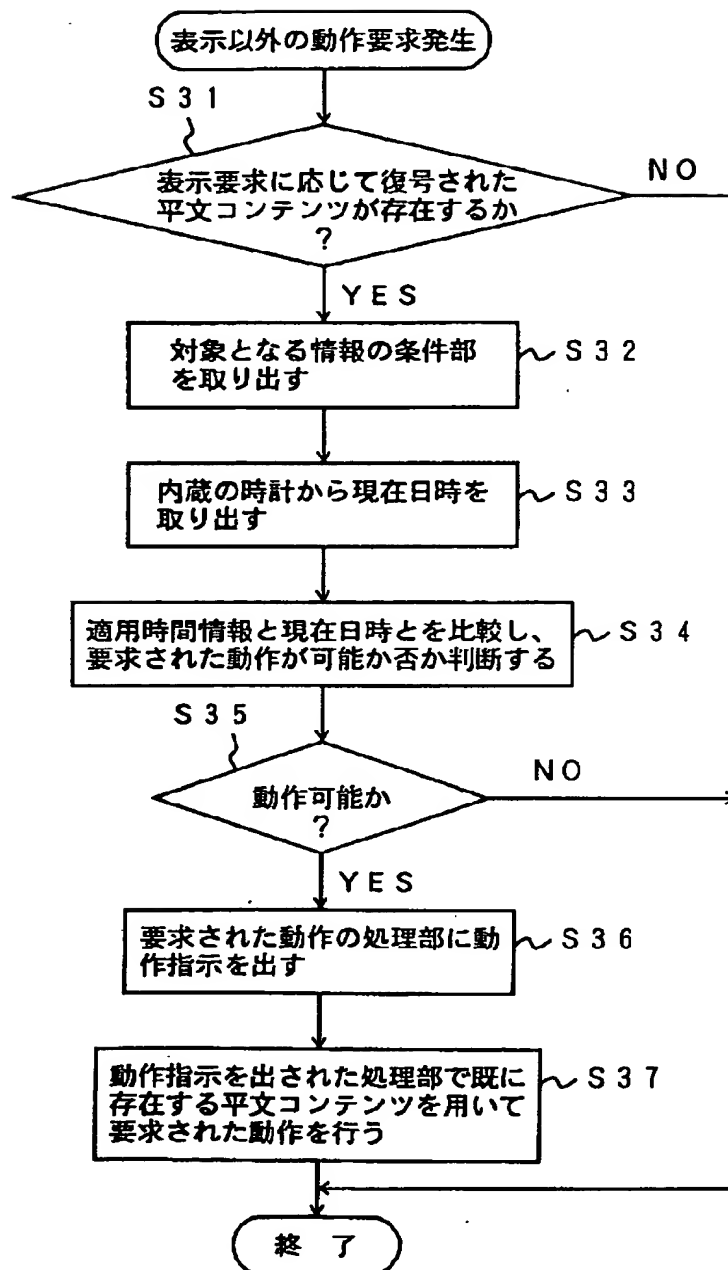 表示以外の動作要求発生
S31
表示要求に応じて復号された
平文コンテンツが存在するか
?
NO
YES
対象となる情報の条件部
を取り出す
S32
内蔵の時計から現在日時を
取り出す
S33
適用時間情報と現在日時とを比較し、
要求された動作が可能か否か判断する
S34
S35
動作可能か
?
NO
YES
要求された動作の処理部に動
作指示を出す
S36
動作指示を出された処理部で既に
存在する平文コンテンツを用いて
要求された動作を行う
S37
終了